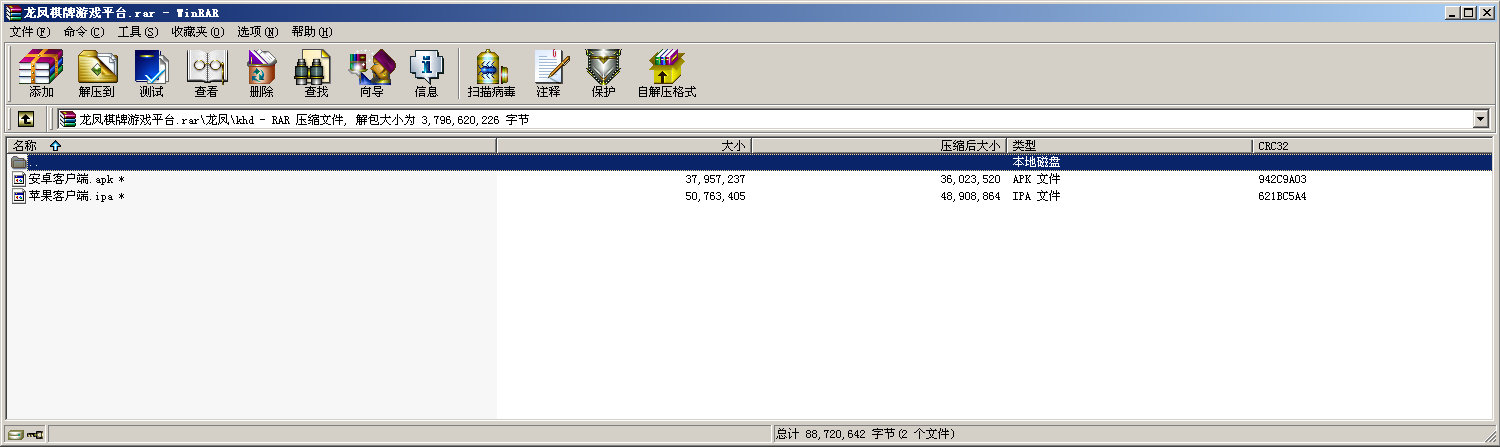 龙凤棋牌游戏平台.rar - WinRAR
文件(F) 命令(C) 工具(S) 收藏夹(O) 选项(N) 帮助(H)
添加 解压到 测试 查看 删除 查找 向导 信息 扫描病毒 注释 保护 自解压格式
龙凤棋牌游戏平台.rar\龙凤\khd - RAR 压缩文件, 解包大小为 3,796,620,226 字节
名称 大小 压缩后大小 类型 CRC32
.. 本地磁盘
安卓客户端.apk * 37,957,237 36,023,520 APK 文件 942C9A03
苹果客户端.ipa * 50,763,405 48,908,864 IPA 文件 621BC5A4
总计 88,720,642 字节(2 个文件)